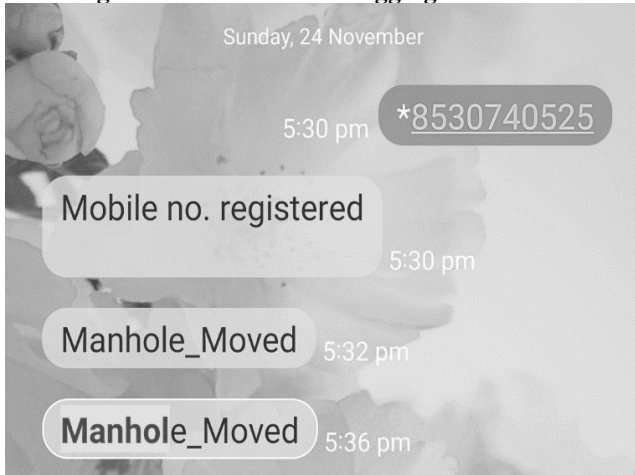 Sunday, 24 November
5:30 pm *8530740525
Mobile no. registered
5:30 pm
Manhole_Moved 5:32 pm
Manhole_Moved 5:36 pm